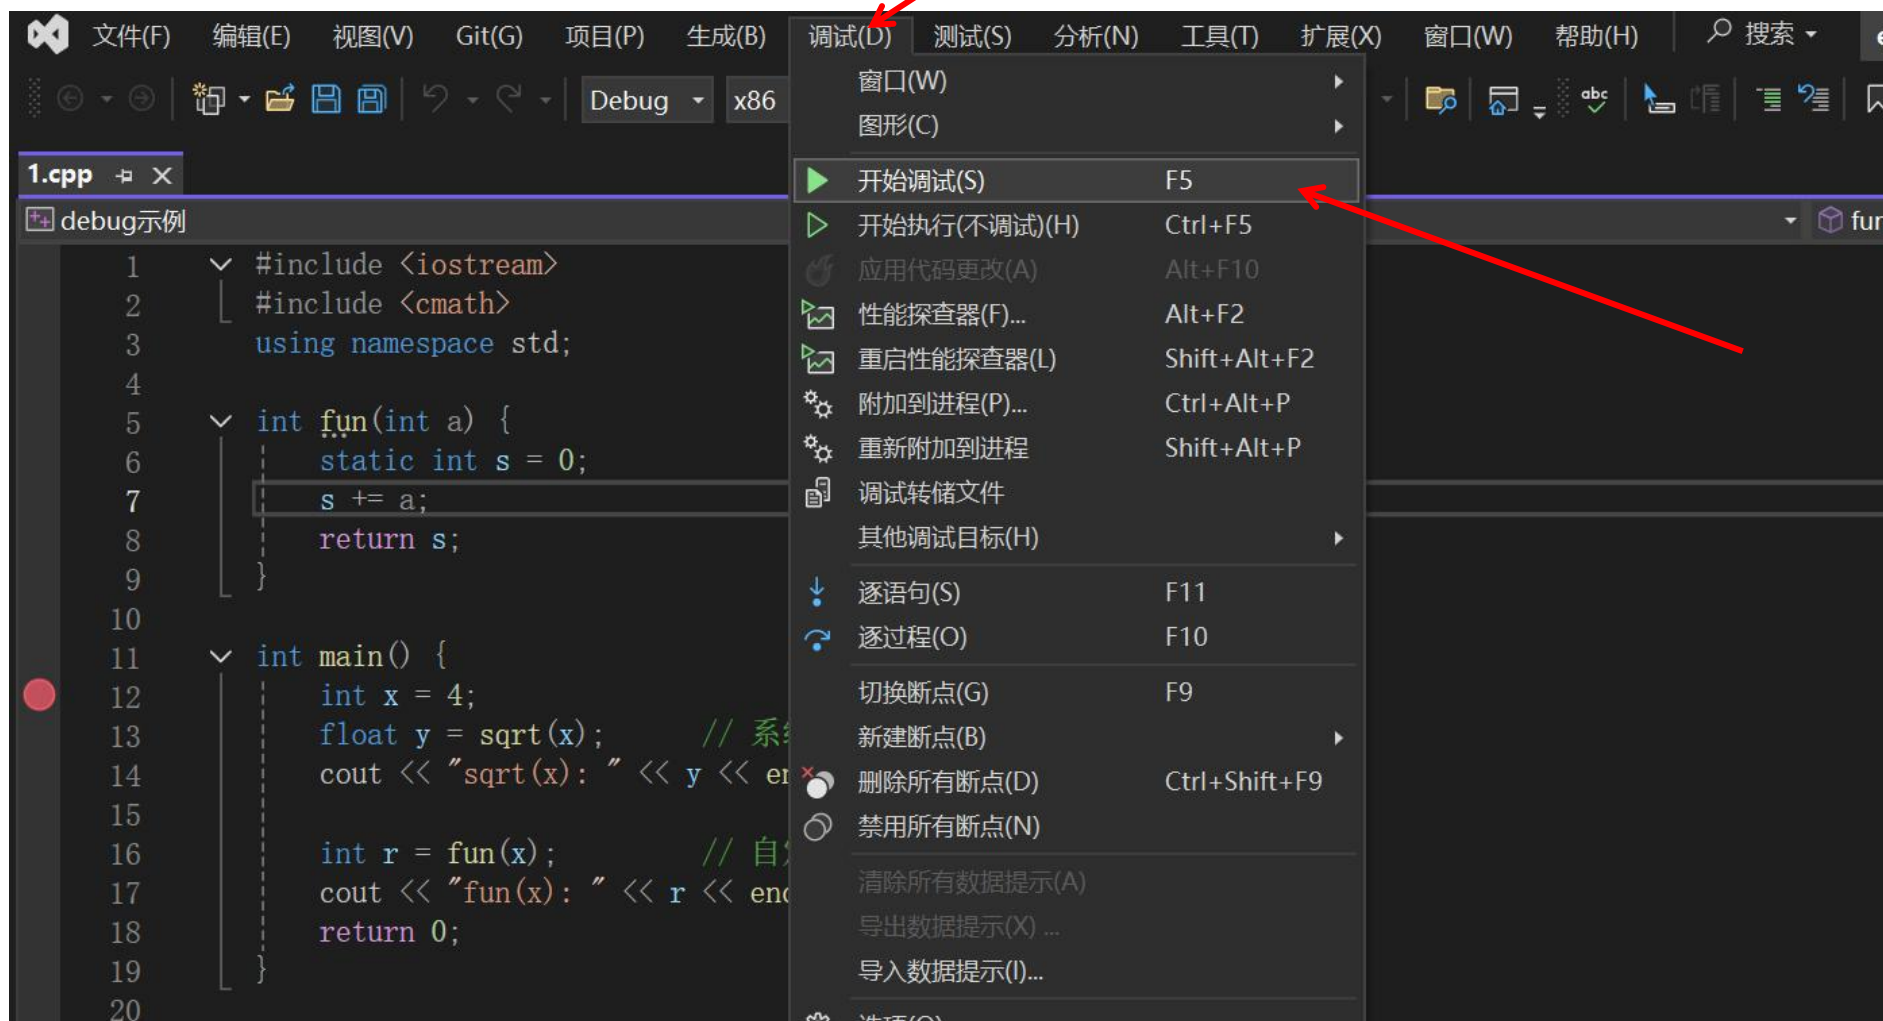 文件(F) 编辑(E) 视图(V) Git(G) 项目(P) 生成(B) 调试(D) 测试(S) 分析(N) 工具(T) 扩展(X) 窗口(W) 帮助(H) 搜索
Debug x86
abc
1.cpp
debug示例
窗口(W)
图形(C)
开始调试(S) F5
开始执行(不调试)(H) Ctrl+F5
应用代码更改(A) Alt+F10
性能探查器(F)... Alt+F2
重启性能探查器(L) Shift+Alt+F2
附加到进程(P)... Ctrl+Alt+P
重新附加到进程 Shift+Alt+P
调试转储文件
其他调试目标(H)
逐语句(S) F11
逐过程(O) F10
切换断点(G) F9
新建断点(B)
删除所有断点(D) Ctrl+Shift+F9
禁用所有断点(N)
清除所有数据提示(A)
导出数据提示(X) ...
导入数据提示(I)...
1 #include <iostream>
2 #include <cmath>
3 using namespace std;
4
5 int fun(int a) {
6 static int s = 0;
7 s += a;
8 return s;
9 }
10
11 int main() {
12 int x = 4;
13 float y = sqrt(x); // 系
14 cout << "sqrt(x): " << y << en
15
16 int r = fun(x); // 自
17 cout << "fun(x): " << r << end
18 return 0;
19 }
20